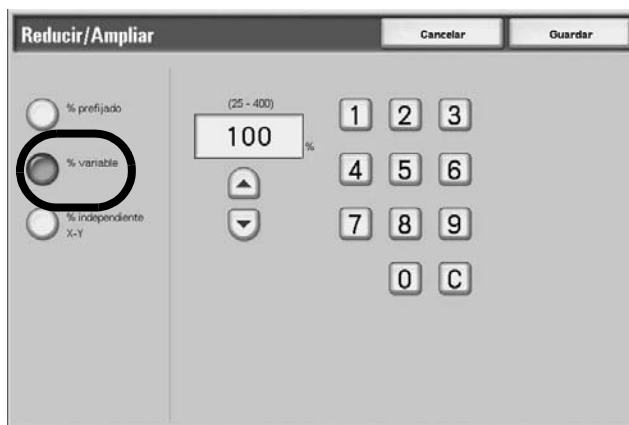 Reducir/Ampliar
Cancelar
Guardar
% prefijado
% variable
% independiente
X-Y
(25 - 400)
100
%
1 2 3
4 5 6
7 8 9
0 C